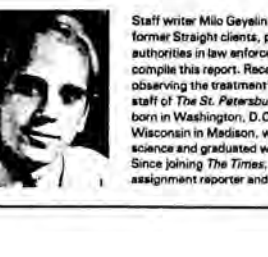 Staff writer Milo Geyelin
former Straight clients, p
authorities in law enforce
compile this report. Rece
observing the treatment
staff of The St. Petersbu
born in Washington, D.C
Wisconsin in Madison, w
science and graduated w
Since joining The Times,
assignment reporter and